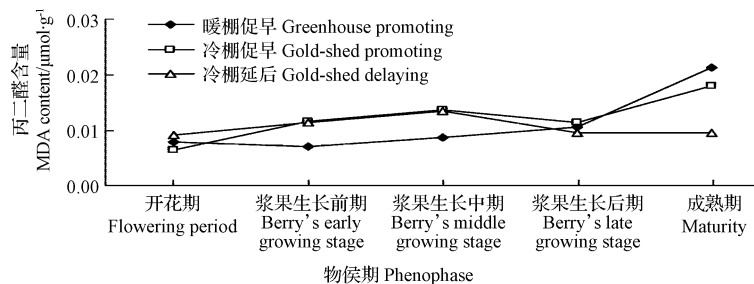 丙二醛含量
MDA content/μmol·g⁻¹
0.03
0.02
0.01
0.00
暖棚促早 Greenhouse promoting
冷棚促早 Gold-shed promoting
冷棚延后 Gold-shed delaying
开花期
Flowering period
浆果生长前期
Berry's early
growing stage
浆果生长中期
Berry's middle
growing stage
浆果生长后期
Berry's late
growing stage
成熟期
Maturity
物侯期 Phenophase